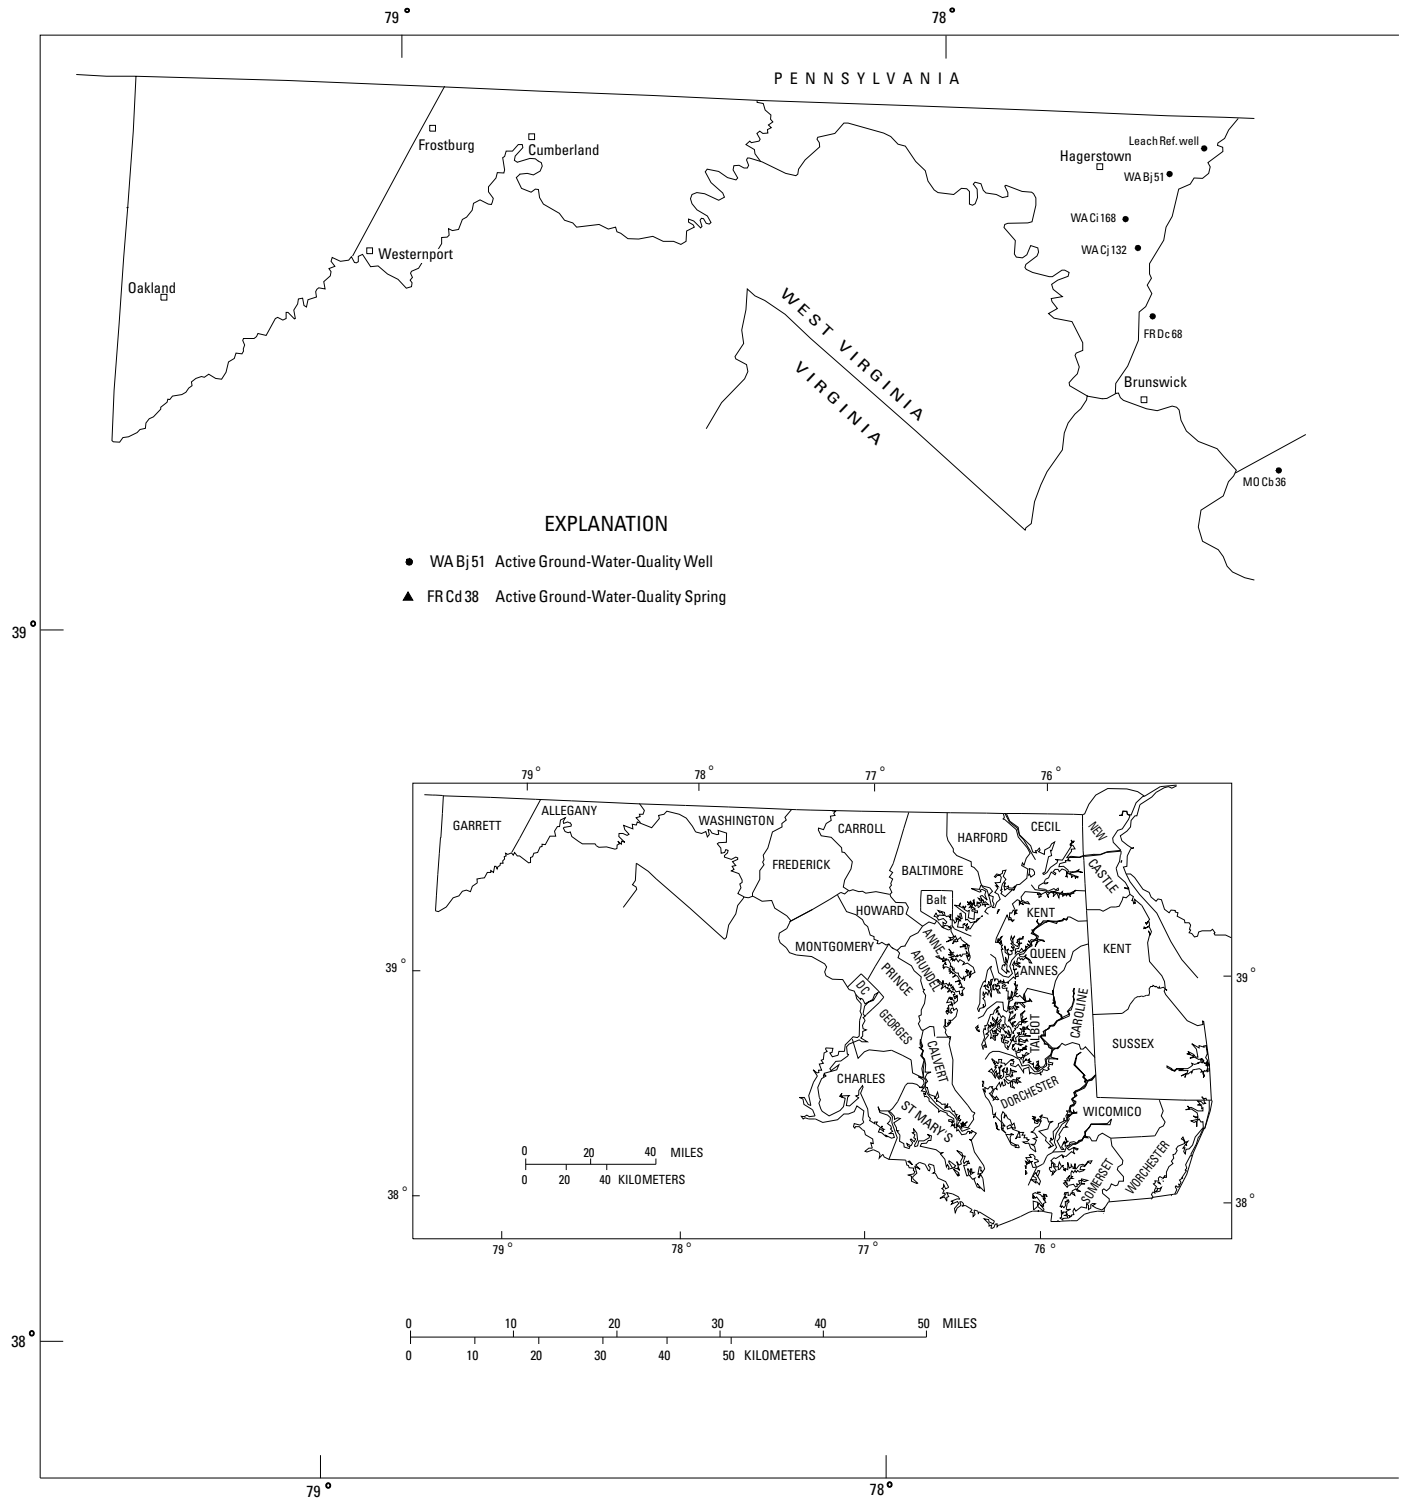 79°
78°
PENNSYLVANIA
Leach Ref. well
Frostburg
Cumberland
Hagerstown
WA Bj 51
WA Ci 168
WA Cj 132
Westernport
Oakland
WEST VIRGINIA
VIRGINIA
FR Dc 68
Brunswick
MO Cb 36
EXPLANATION
WA Bj 51 Active Ground-Water-Quality Well
FR Cd 38 Active Ground-Water-Quality Spring
39°
79°
78°
77°
76°
GARRETT
ALLEGANY
WASHINGTON
CARROLL
HARFORD
CECIL
NEW
CASTLE
FREDERICK
BALTIMORE
Balt
HOWARD
KENT
MONTGOMERY
ANNE
ARUNDEL
QUEEN
ANNES
KENT
39°
39°
PRINCE
GEORGES
DC
TALBOT
CAROLINE
SUSSEX
CALVERT
CHARLES
DORCHESTER
ST MARY'S
WICOMICO
0 20 40 MILES
0 20 40 KILOMETERS
SOMERSET
WORCHESTER
38°
38°
79°
78°
77°
76°
0 10 20 30 40 50 MILES
0 10 20 30 40 50 KILOMETERS
38°
79°
78°